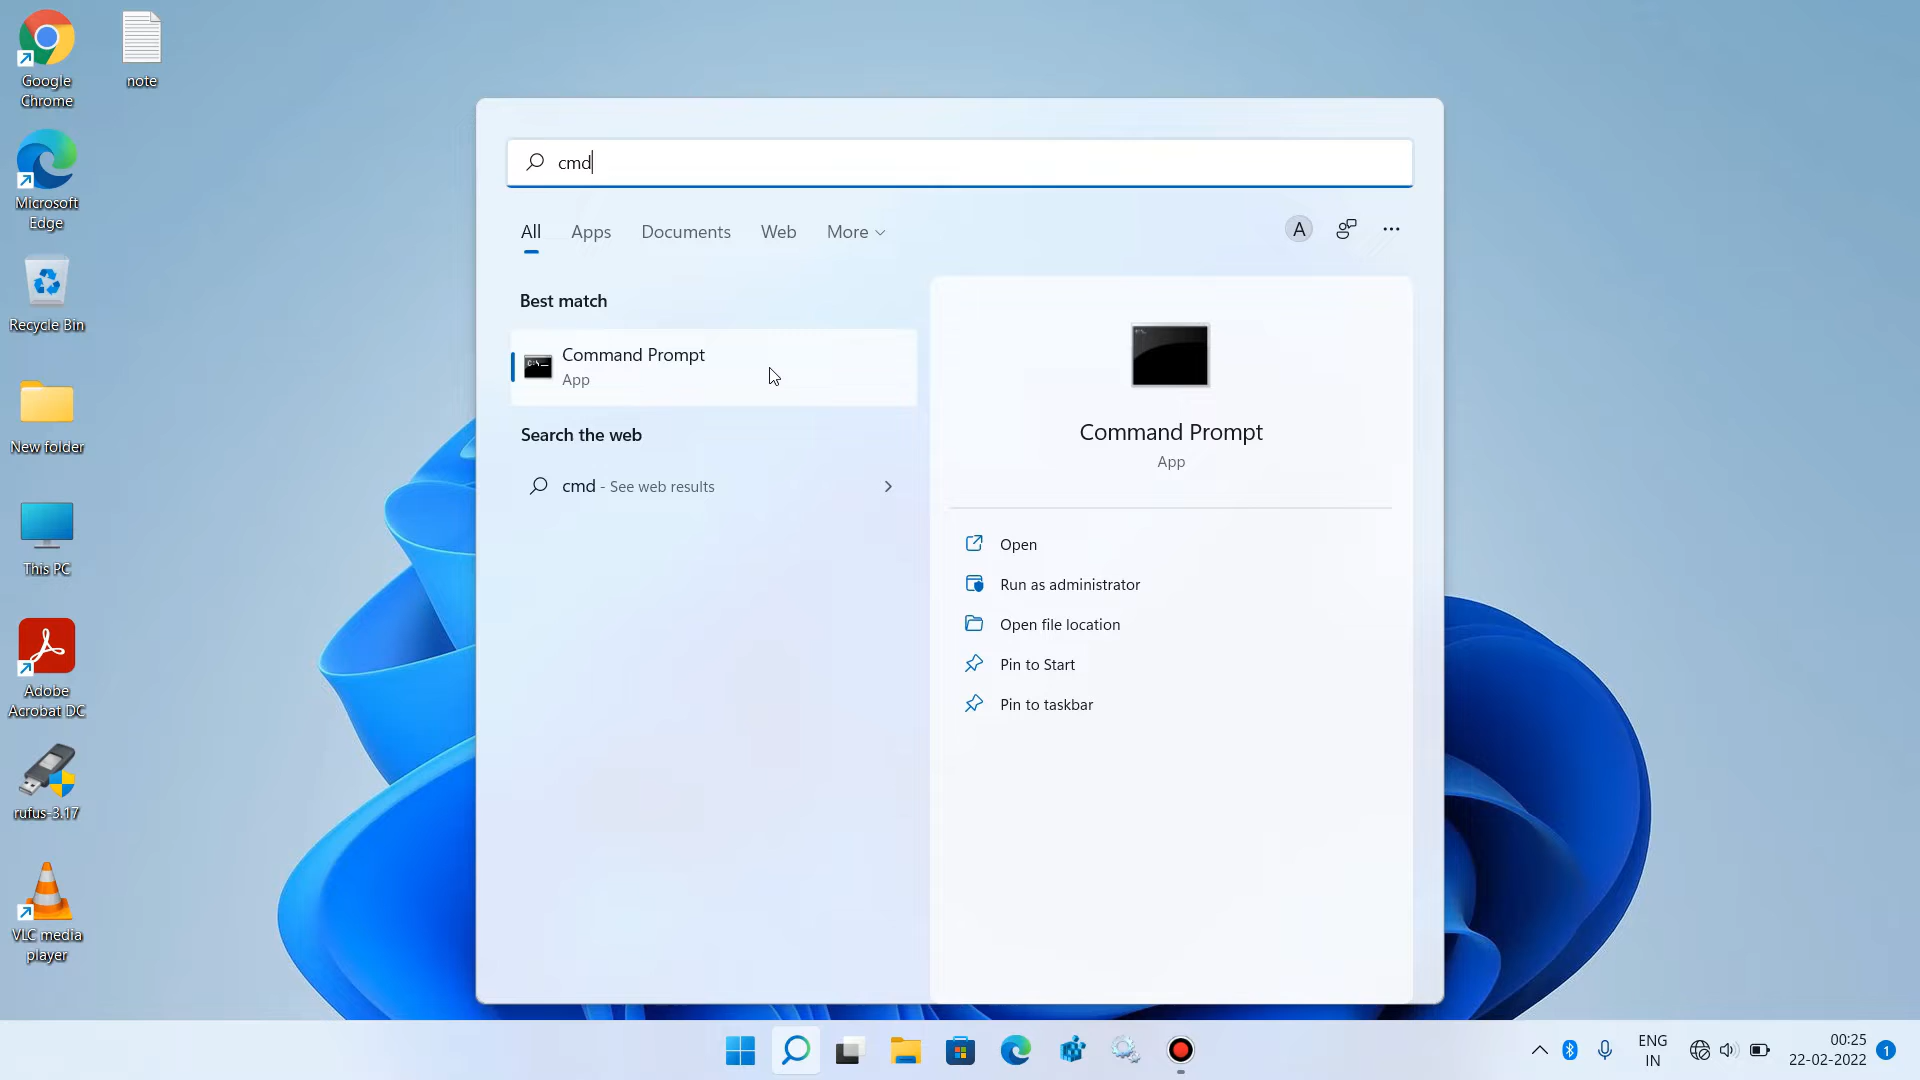 Google
Chrome
note
Microsoft
Edge
Recycle Bin
New folder
This PC
Adobe
Acrobat DC
rufus-3.17
VLC media
player
cmd
All
Apps
Documents
Web
More
A
Best match
Command Prompt
App
Search the web
cmd - See web results
Command Prompt
App
Open
Run as administrator
Open file location
Pin to Start
Pin to taskbar
ENG
IN
00:25
22-02-2022
1